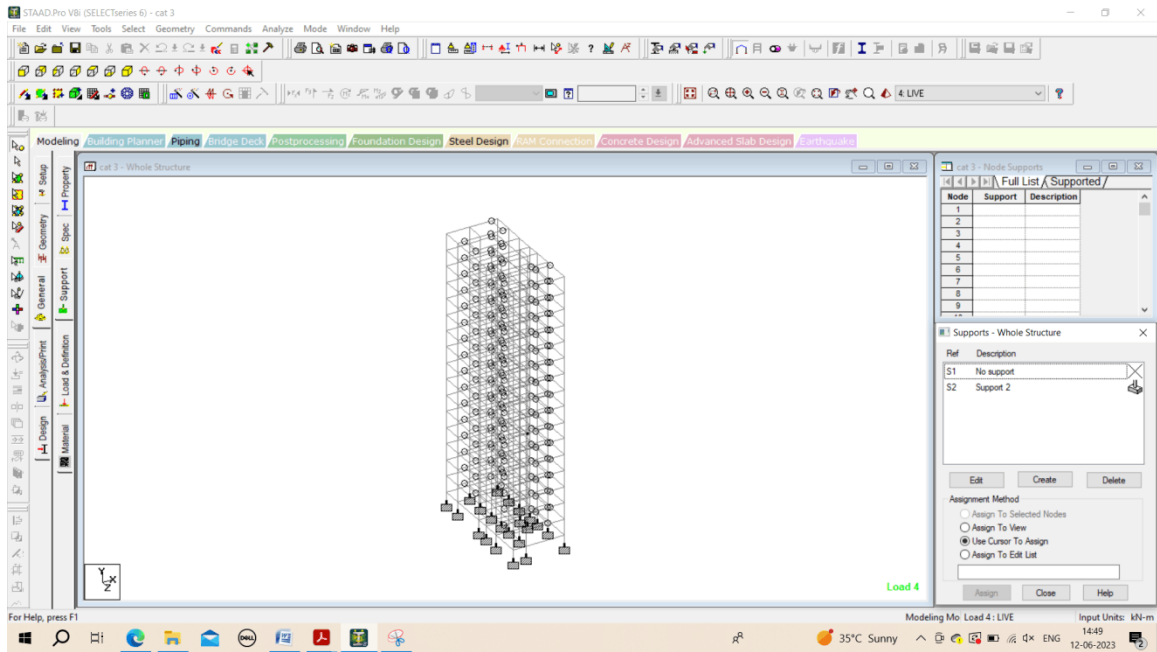 STAAD.Pro V8i (SELECTseries 6) - cat 3
File Edit View Tools Select Geometry Commands Analyze Mode Window Help
4: LIVE
Modeling Building Planner Piping Bridge Deck Postprocessing Foundation Design Steel Design RAM Connection Concrete Design Advanced Slab Design Earthquake
Setup
Geometry
General
Analysis/Print
Design
Property
Spec
Support
Load & Definition
Material
cat 3 - Whole Structure
Y
X
Z
Load 4
cat 3 - Node Supports
Full List Supported
Node Support Description
1
2
3
4
5
6
7
8
9
Supports - Whole Structure
Ref Description
S1 No support
S2 Support 2
Edit Create Delete
Assignment Method
Assign To Selected Nodes
Assign To View
Use Cursor To Assign
Assign To Edit List
Assign Close Help
For Help, press F1
Modeling Mo Load 4 : LIVE Input Units: kN-m
DELL
35°C Sunny
ENG
14:49
12-06-2023
2